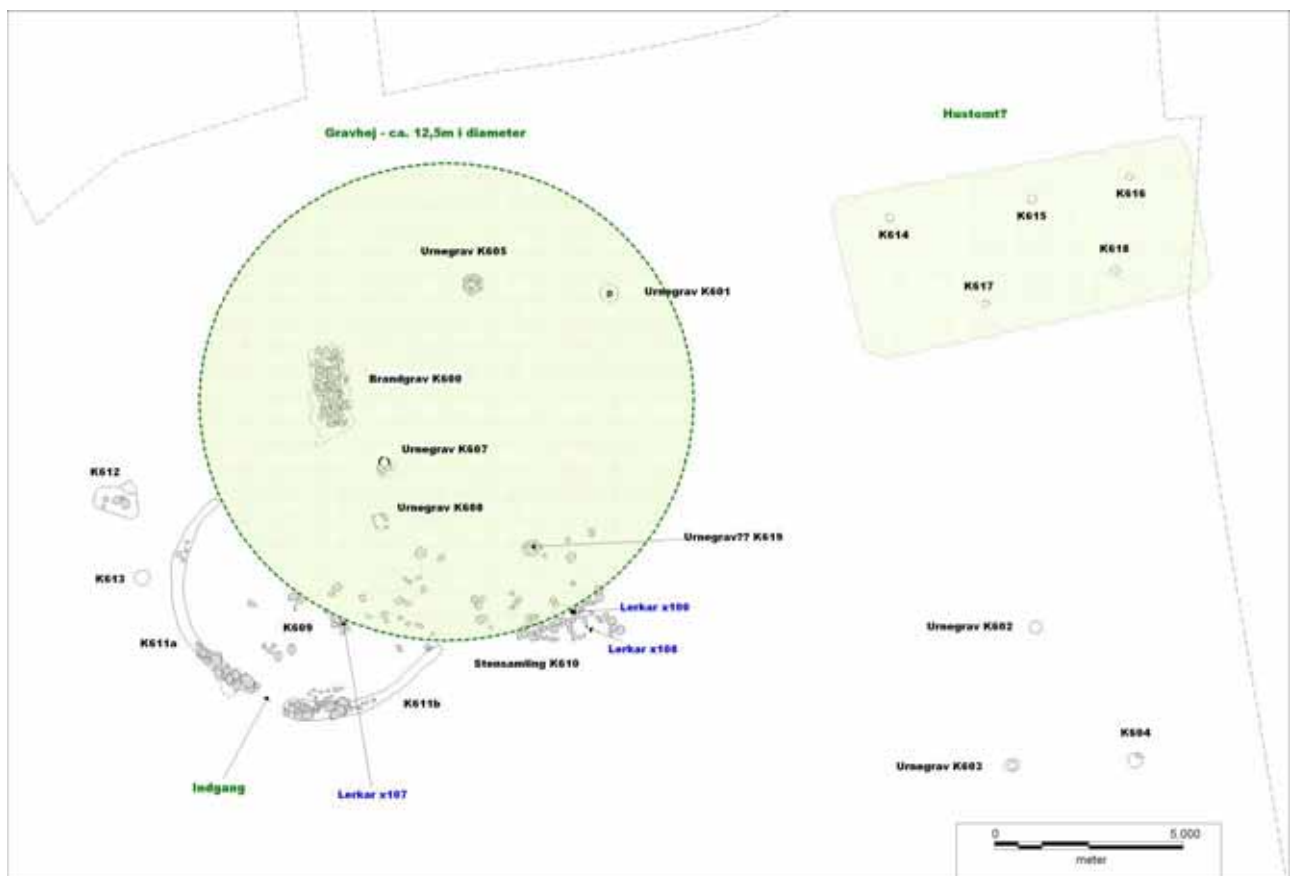 Hustomt?
Gravhøj - ca. 12,5m i diameter
K616
K615
K614
Urnegrav K605
K618
Urnegrav K601
K617
Brandgrav K600
Urnegrav K607
K612
Urnegrav K608
Urnegrav?? K619
K613
Lerkar x100
K609
Urnegrav K602
K611a
Lerkar x108
Stensamling K610
K611b
K604
Urnegrav K603
Indgang
Lerkar x107
0 5.000
meter